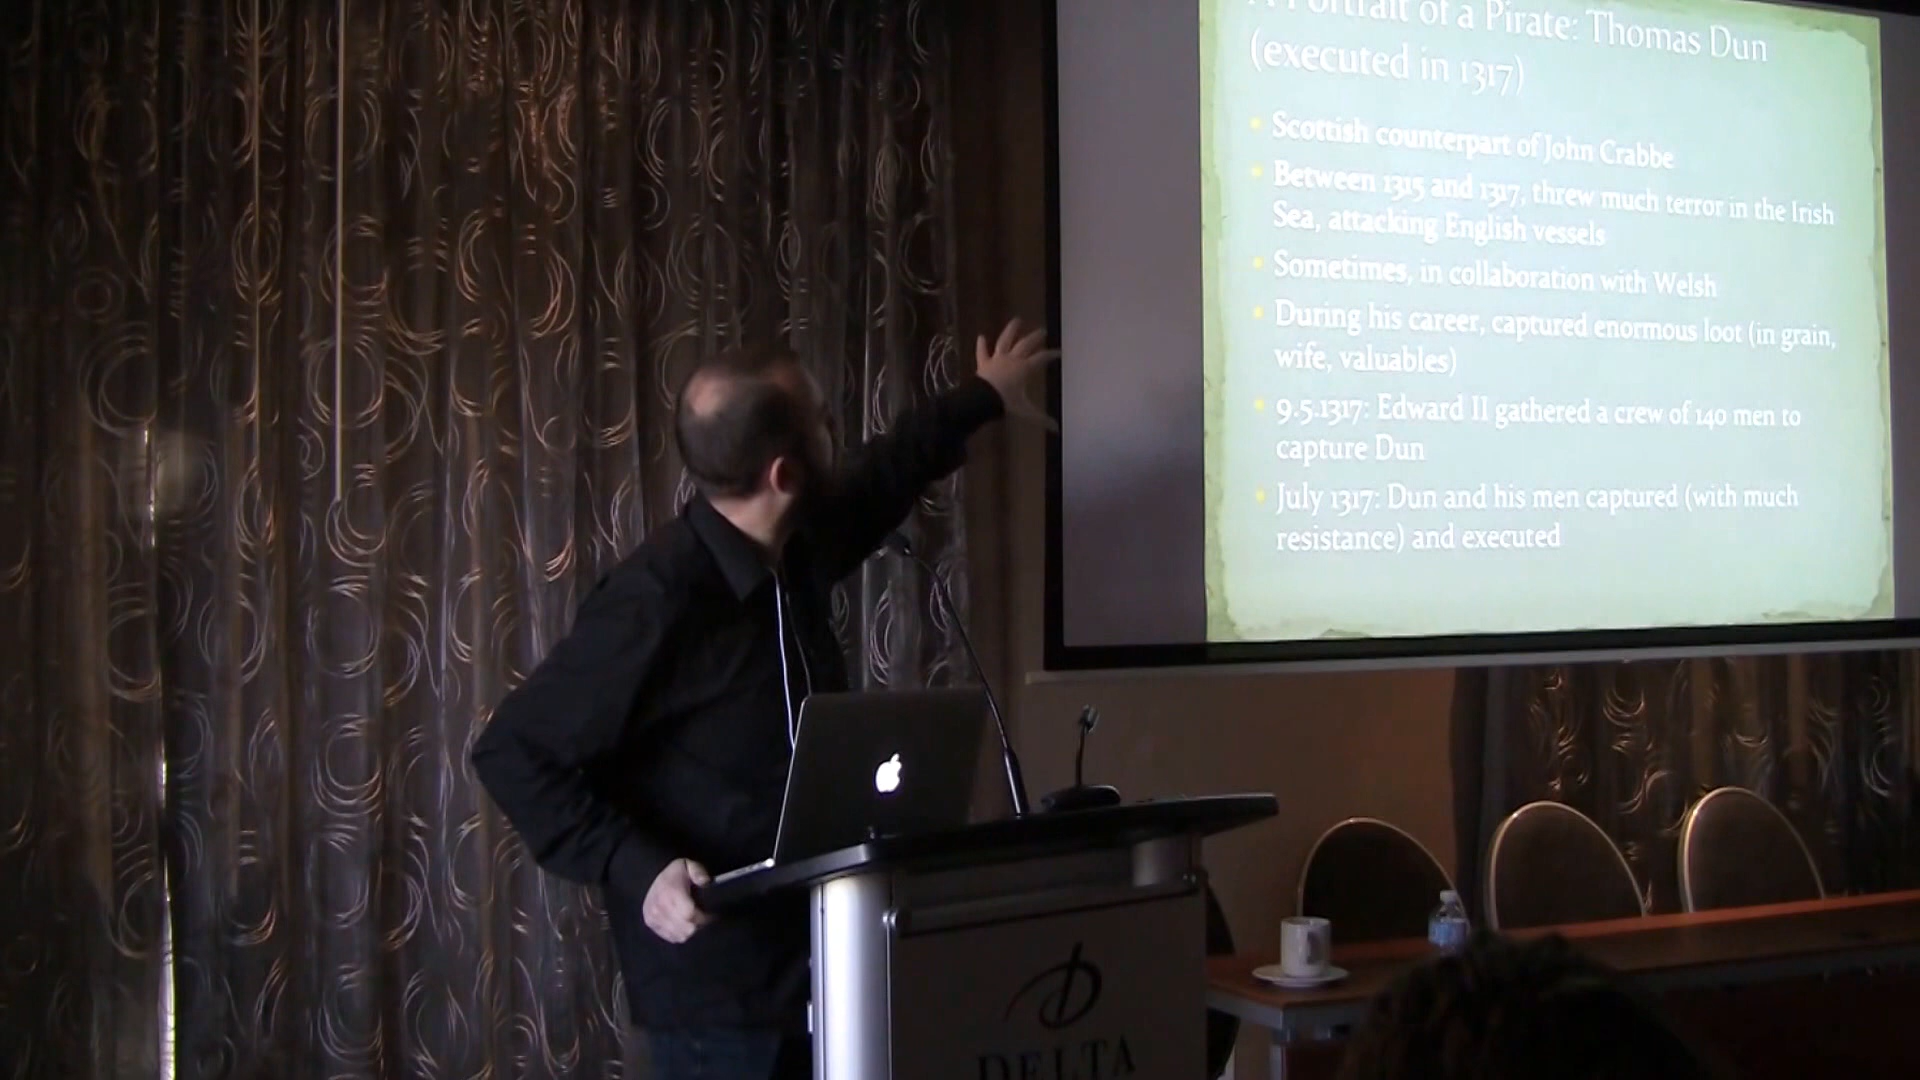 Portrait of a Pirate: Thomas Dun
(executed in 1317)
Scottish counterpart of John Crabbe
Between 1315 and 1317, threw much terror in the Irish
Sea, attacking English vessels
Sometimes, in collaboration with Welsh
During his career, captured enormous loot (in grain,
wife, valuables)
9.5.1317: Edward II gathered a crew of 140 men to
capture Dun
July 1317: Dun and his men captured (with much
resistance) and executed
DELTA